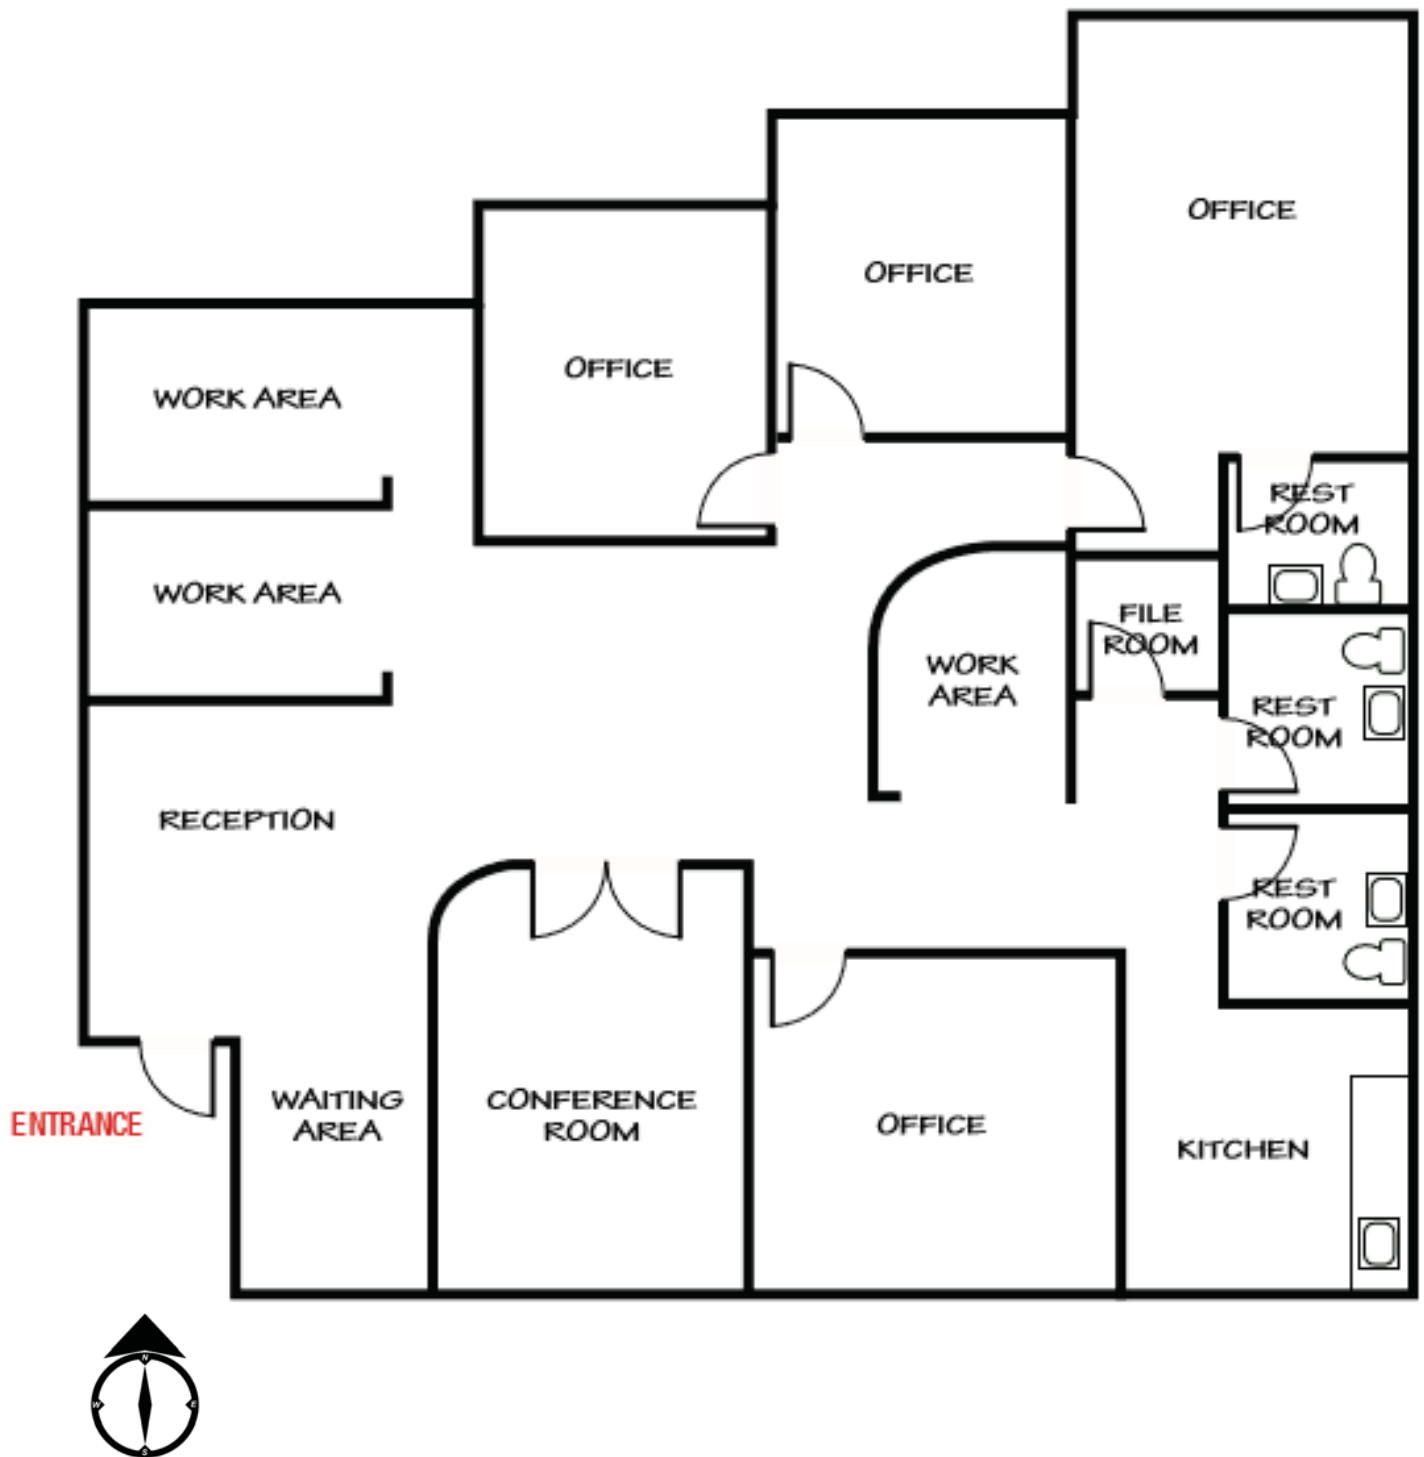 OFFICE
OFFICE
OFFICE
WORK AREA
REST
ROOM
WORK AREA
FILE
ROOM
WORK
AREA
REST
ROOM
RECEPTION
REST
ROOM
WAITING
AREA
CONFERENCE
ROOM
OFFICE
ENTRANCE
KITCHEN
N
W
E
S